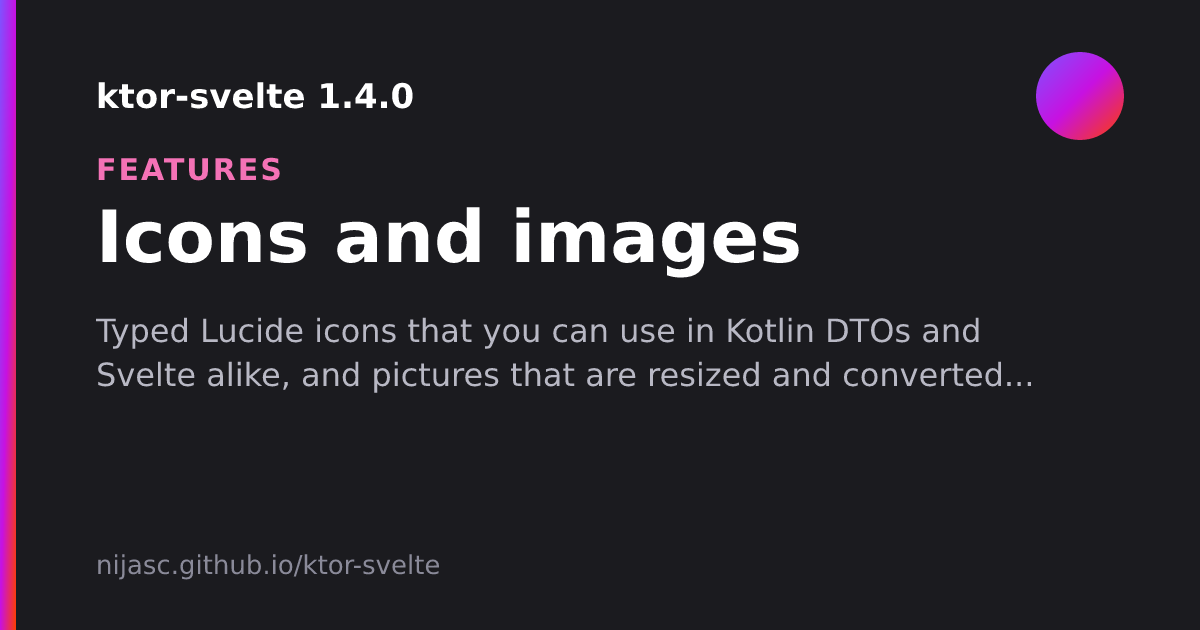 ktor-svelte 1.4.0
FEATURES
Icons and images
Typed Lucide icons that you can use in Kotlin DTOs and
Svelte alike, and pictures that are resized and converted…
nijasc.github.io/ktor-svelte